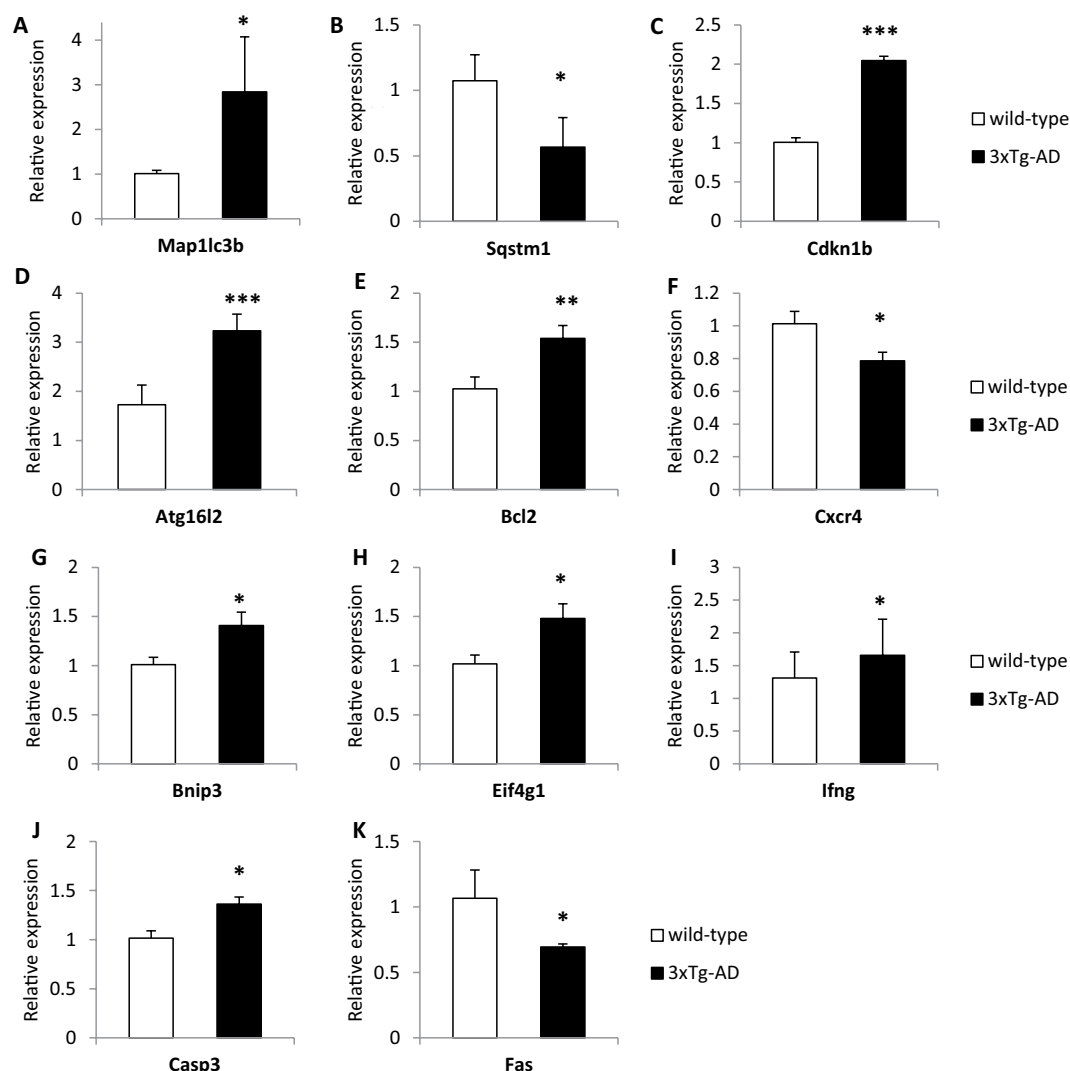 A
Relative expression
4
3
2
1
0
*
Map1lc3b
B
Relative expression
1.5
1
0.5
0
*
Sqstm1
C
Relative expression
2.5
2
1.5
1
0.5
0
***
Cdkn1b
wild-type
3xTg-AD
D
Relative expression
4
3
2
1
0
***
Atg16l2
E
Relative expression
2
1.5
1
0.5
0
**
Bcl2
F
Relative expression
1.2
1
0.8
0.6
0.4
0.2
0
*
Cxcr4
wild-type
3xTg-AD
G
Relative expression
2
1.5
1
0.5
0
*
Bnip3
H
Relative expression
2
1.5
1
0.5
0
*
Eif4g1
I
Relative expression
3
2.5
2
1.5
1
0.5
0
*
Ifng
wild-type
3xTg-AD
J
Relative expression
2
1.5
1
0.5
0
*
Casp3
K
Relative expression
1.5
1
0.5
0
*
Fas
wild-type
3xTg-AD